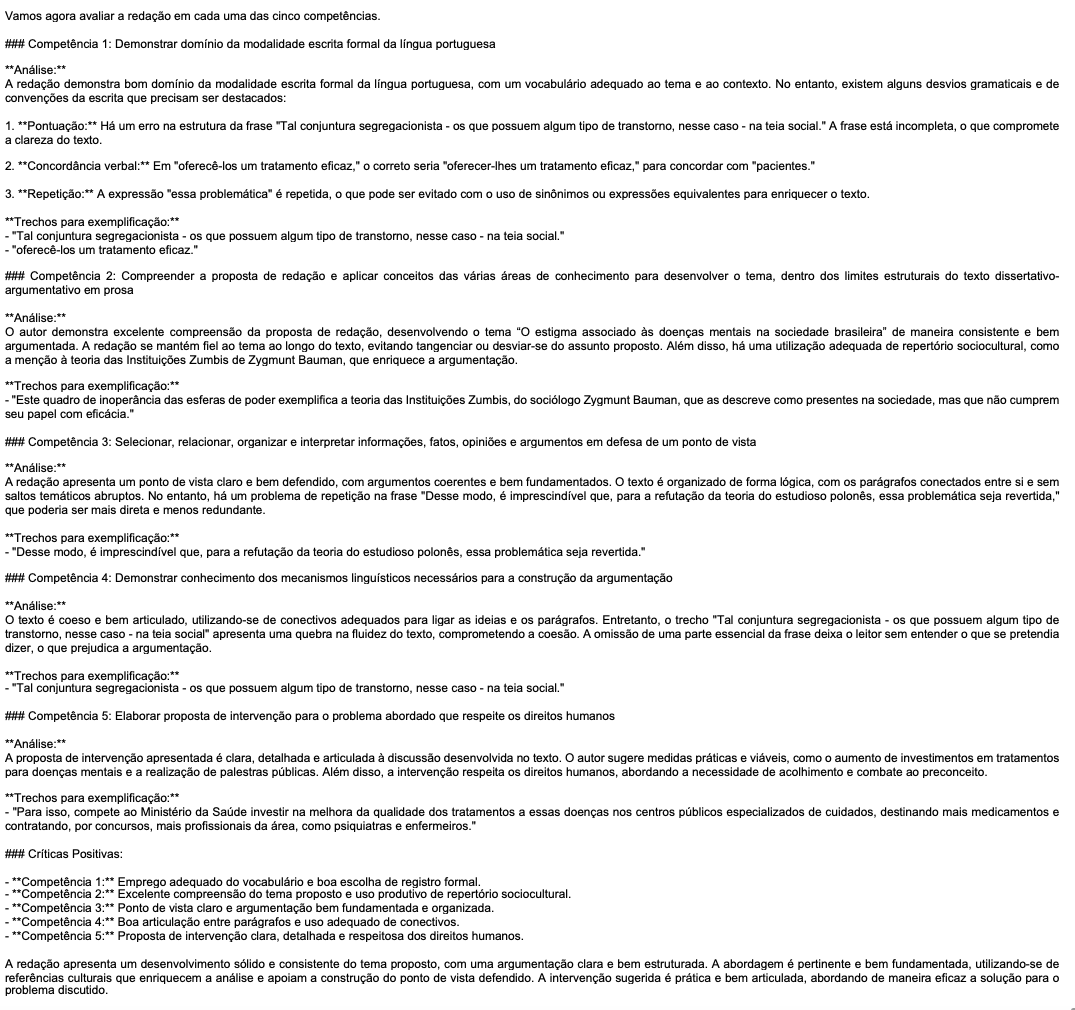 Vamos agora avaliar a redação em cada uma das cinco competências.
### Competência 1: Demonstrar domínio da modalidade escrita formal da língua portuguesa
**Análise:**
A redação demonstra bom domínio da modalidade escrita formal da língua portuguesa, com um vocabulário adequado ao tema e ao contexto. No entanto, existem alguns desvios gramaticais e de
convenções da escrita que precisam ser destacados:
1. **Pontuação:** Há um erro na estrutura da frase "Tal conjuntura segregacionista - os que possuem algum tipo de transtorno, nesse caso - na teia social." A frase está incompleta, o que compromete
a clareza do texto.
2. **Concordância verbal:** Em "oferecê-los um tratamento eficaz," o correto seria "oferecer-lhes um tratamento eficaz," para concordar com "pacientes."
3. **Repetição:** A expressão "essa problemática" é repetida, o que pode ser evitado com o uso de sinônimos ou expressões equivalentes para enriquecer o texto.
**Trechos para exemplificação:**
- "Tal conjuntura segregacionista - os que possuem algum tipo de transtorno, nesse caso - na teia social."
- "oferecê-los um tratamento eficaz."
### Competência 2: Compreender a proposta de redação e aplicar conceitos das várias áreas de conhecimento para desenvolver o tema, dentro dos limites estruturais do texto dissertativo-
argumentativo em prosa
**Análise:**
O autor demonstra excelente compreensão da proposta de redação, desenvolvendo o tema "O estigma associado às doenças mentais na sociedade brasileira" de maneira consistente e bem
argumentada. A redação se mantém fiel ao tema ao longo do texto, evitando tangenciar ou desviar-se do assunto proposto. Além disso, há uma utilização adequada de repertório sociocultural, como
a menção à teoria das Instituições Zumbis de Zygmunt Bauman, que enriquece a argumentação.
**Trechos para exemplificação:**
- "Este quadro de inoperância das esferas de poder exemplifica a teoria das Instituições Zumbis, do sociólogo Zygmunt Bauman, que as descreve como presentes na sociedade, mas que não cumprem
seu papel com eficácia."
### Competência 3: Selecionar, relacionar, organizar e interpretar informações, fatos, opiniões e argumentos em defesa de um ponto de vista
**Análise:**
A redação apresenta um ponto de vista claro e bem defendido, com argumentos coerentes e bem fundamentados. O texto é organizado de forma lógica, com os parágrafos conectados entre si e sem
saltos temáticos abruptos. No entanto, há um problema de repetição na frase "Desse modo, é imprescindível que, para a refutação da teoria do estudioso polonês, essa problemática seja revertida,"
que poderia ser mais direta e menos redundante.
**Trechos para exemplificação:**
- "Desse modo, é imprescindível que, para a refutação da teoria do estudioso polonês, essa problemática seja revertida."
### Competência 4: Demonstrar conhecimento dos mecanismos linguísticos necessários para a construção da argumentação
**Análise:**
O texto é coeso e bem articulado, utilizando-se de conectivos adequados para ligar as ideias e os parágrafos. Entretanto, o trecho "Tal conjuntura segregacionista - os que possuem algum tipo de
transtorno, nesse caso - na teia social" apresenta uma quebra na fluidez do texto, comprometendo a coesão. A omissão de uma parte essencial da frase deixa o leitor sem entender o que se pretendia
dizer, o que prejudica a argumentação.
**Trechos para exemplificação:**
- "Tal conjuntura segregacionista - os que possuem algum tipo de transtorno, nesse caso - na teia social."
### Competência 5: Elaborar proposta de intervenção para o problema abordado que respeite os direitos humanos
**Análise:**
A proposta de intervenção apresentada é clara, detalhada e articulada à discussão desenvolvida no texto. O autor sugere medidas práticas e viáveis, como o aumento de investimentos em tratamentos
para doenças mentais e a realização de palestras públicas. Além disso, a intervenção respeita os direitos humanos, abordando a necessidade de acolhimento e combate ao preconceito.
**Trechos para exemplificação:**
- "Para isso, compete ao Ministério da Saúde investir na melhora da qualidade dos tratamentos a essas doenças nos centros públicos especializados de cuidados, destinando mais medicamentos e
contratando, por concursos, mais profissionais da área, como psiquiatras e enfermeiros."
### Críticas Positivas:
- **Competência 1:** Emprego adequado do vocabulário e boa escolha de registro formal.
- **Competência 2:** Excelente compreensão do tema proposto e uso produtivo de repertório sociocultural.
- **Competência 3:** Ponto de vista claro e argumentação bem fundamentada e organizada.
- **Competência 4:** Boa articulação entre parágrafos e uso adequado de conectivos.
- **Competência 5:** Proposta de intervenção clara, detalhada e respeitosa dos direitos humanos.
A redação apresenta um desenvolvimento sólido e consistente do tema proposto, com uma argumentação clara e bem estruturada. A abordagem é pertinente e bem fundamentada, utilizando-se de
referências culturais que enriquecem a análise e apoiam a construção do ponto de vista defendido. A intervenção sugerida é prática e bem articulada, abordando de maneira eficaz a solução para o
problema discutido.